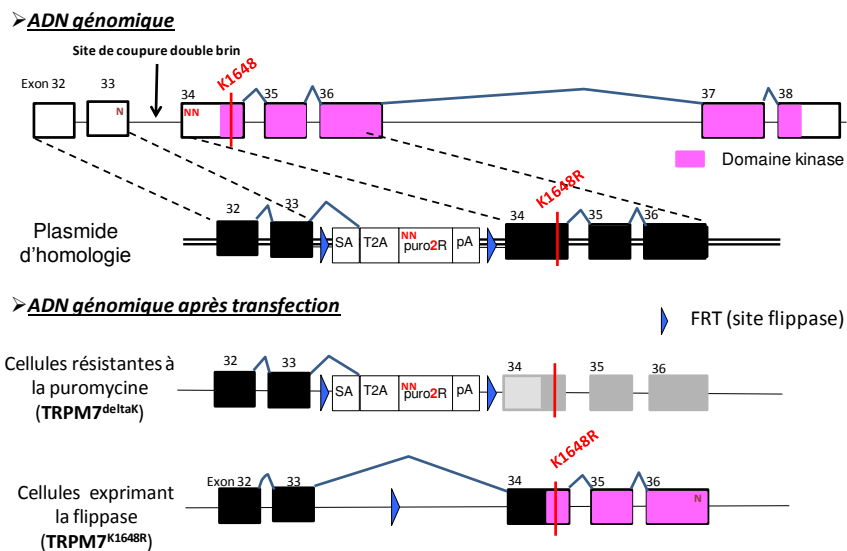 ➢ADN génomique
Site de coupure double brin
Exon 32
33
N
34
NN
K1648
35
36
37
38
Domaine kinase
Plasmide
d’homologie
32
33
SA
T2A
NN
puro2R
pA
34
K1648R
35
36
➢ADN génomique après transfection
FRT (site flippase)
Cellules résistantes à
la puromycine
(TRPM7deltaK)
32
33
SA
T2A
NN
puro2R
pA
34
35
36
Cellules exprimant
la flippase
(TRPM7K1648R)
Exon 32
33
34
K1648R
35
36
N